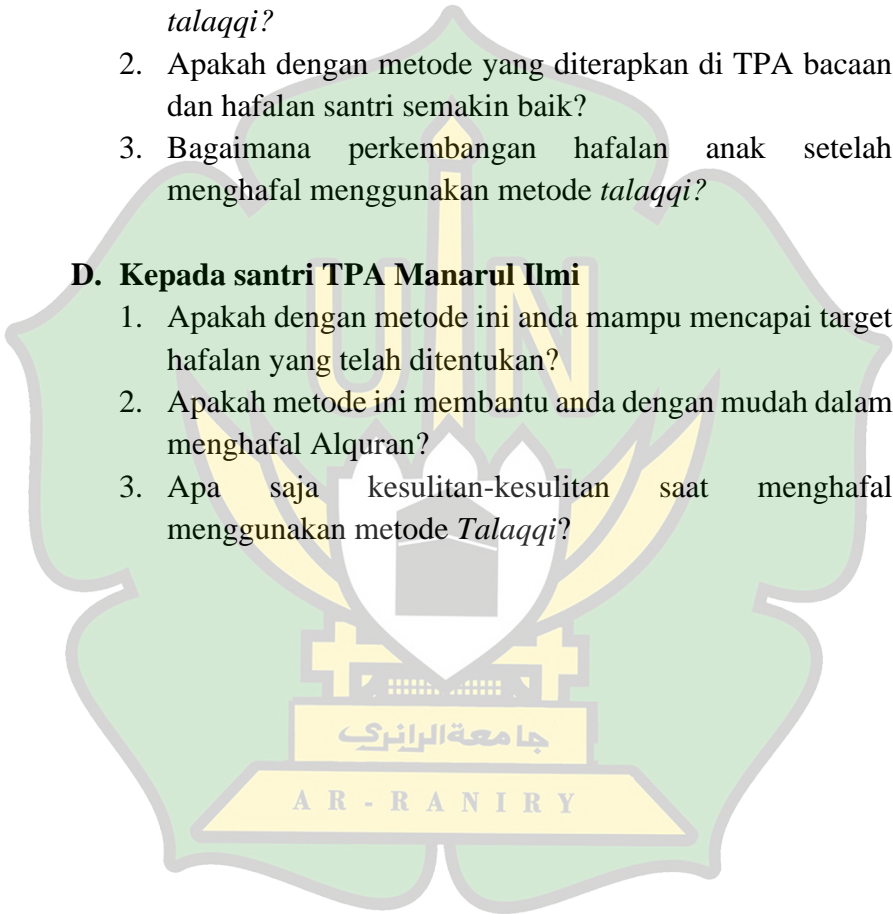 talaqqi?
2. Apakah dengan metode yang diterapkan di TPA bacaan
dan hafalan santri semakin baik?
3. Bagaimana perkembangan hafalan anak setelah
menghafal menggunakan metode talaqqi?
D. Kepada santri TPA Manarul Ilmi
1. Apakah dengan metode ini anda mampu mencapai target
hafalan yang telah ditentukan?
2. Apakah metode ini membantu anda dengan mudah dalam
menghafal Alquran?
3. Apa saja kesulitan-kesulitan saat menghafal
menggunakan metode Talaqqi?
UIN
جامعة الرانري
AR-RANIRY